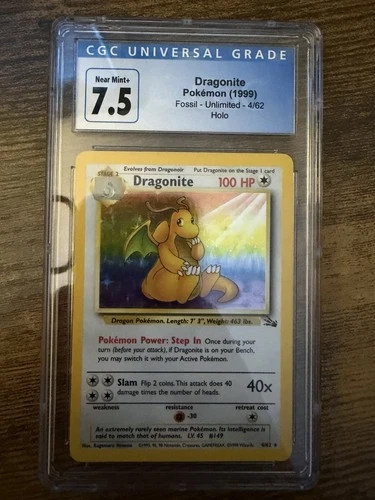 CGC UNIVERSAL GRADE
Near Mint+
7.5
Dragonite
Pokémon (1999)
Fossil - Unlimited - 4/62
Holo
Evolves from Dragonair
Put Dragonite on the Stage 1 card
STAGE 2
Dragonite 100 HP
Dragon Pokémon. Length: 7' 3", Weight: 463 lbs.
Pokémon Power: Step In Once during your
turn (before your attack), if Dragonite is on your Bench,
you may switch it with your Active Pokémon.
Slam Flip 2 coins. This attack does 40
damage times the number of heads.
40x
weakness resistance retreat cost
-30
An extremely rarely seen marine Pokémon. Its intelligence is
said to match that of humans. LV. 45 #149
4/62